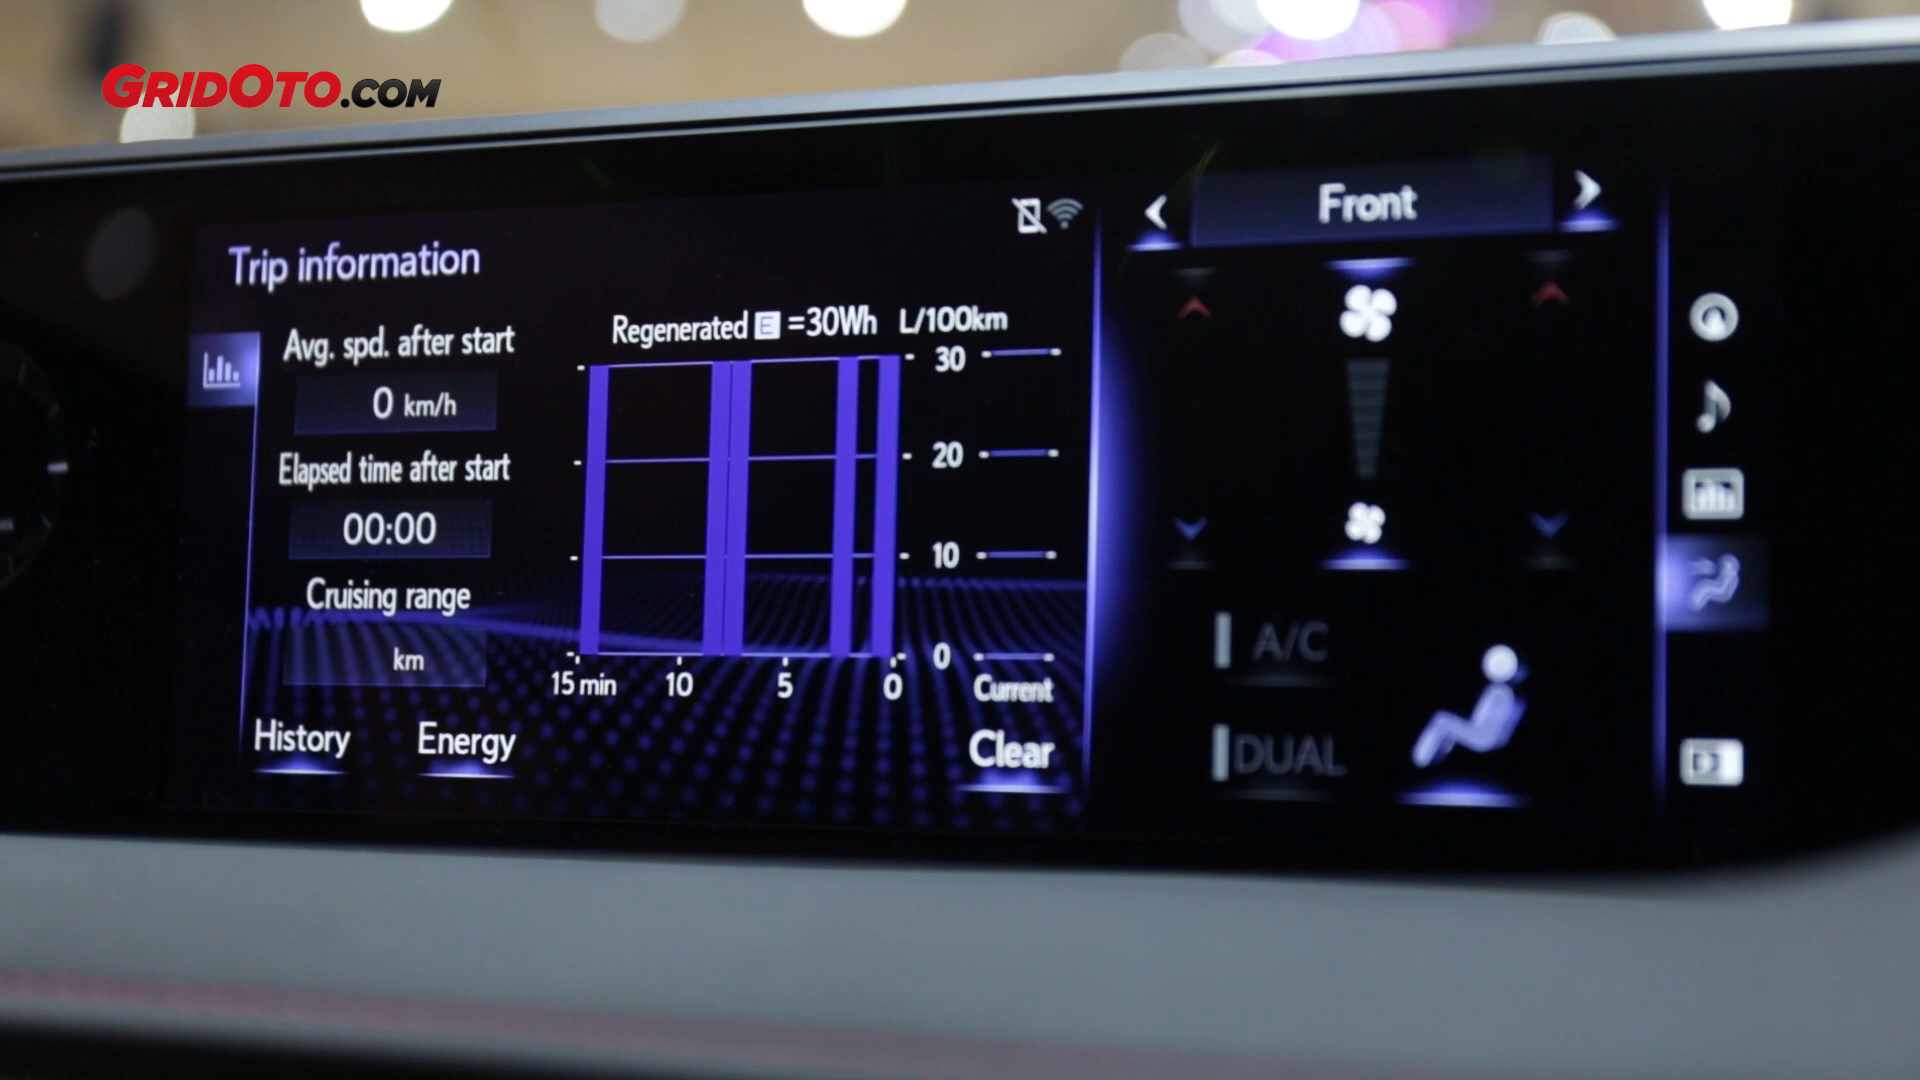 GRIDOTO.COM
Trip information
Avg. spd. after start
0 km/h
Elapsed time after start
00:00
Cruising range
km
History
Energy
Regenerated E =30Wh
L/100km
30
20
10
0
15 min 10 5 0
Current
Clear
Front
A/C
DUAL